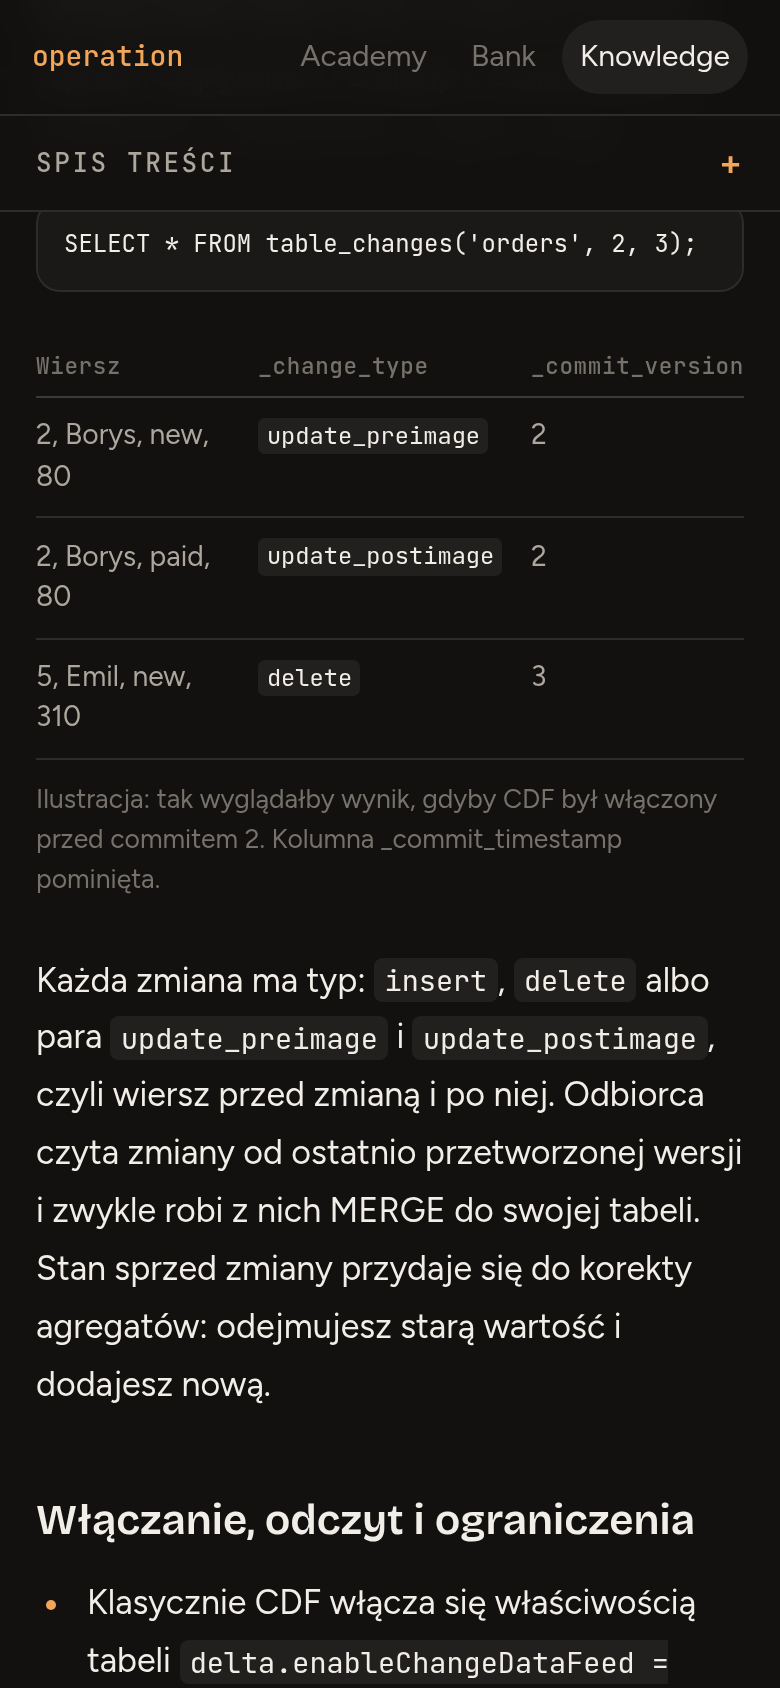 operation Academy Bank Knowledge
SPIS TREŚCI +
SELECT * FROM table_changes('orders', 2, 3);
Wiersz _change_type _commit_version
2, Borys, new, update_preimage 2
80
2, Borys, paid, update_postimage 2
80
5, Emil, new, delete 3
310
Ilustracja: tak wyglądałby wynik, gdyby CDF był włączony
przed commitem 2. Kolumna _commit_timestamp
pominięta.
Każda zmiana ma typ: insert, delete albo
para update_preimage i update_postimage,
czyli wiersz przed zmianą i po niej. Odbiorca
czyta zmiany od ostatnio przetworzonej wersji
i zwykle robi z nich MERGE do swojej tabeli.
Stan sprzed zmiany przydaje się do korekty
agregatów: odejmujesz starą wartość i
dodajesz nową.
Włączanie, odczyt i ograniczenia
• Klasycznie CDF włącza się właściwością
tabeli delta.enableChangeDataFeed =